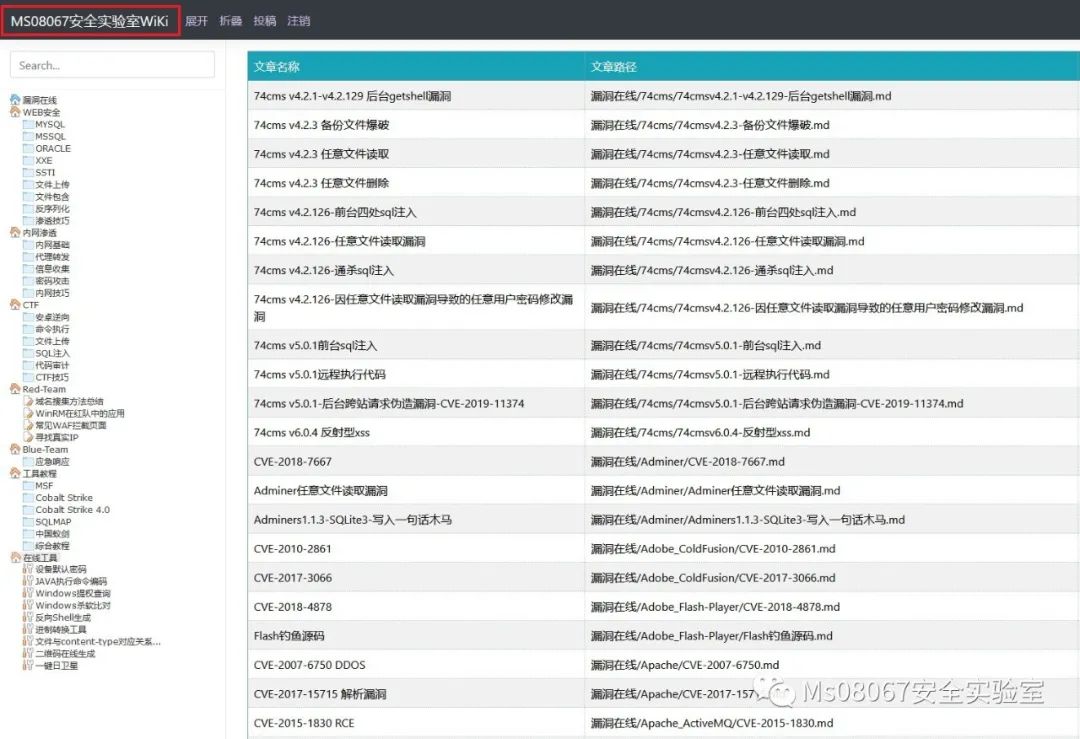 MS08067安全实验室WiKi 展开 折叠 投稿 注销
Search...
漏洞在线
WEB安全
MYSQL
MSSQL
ORACLE
XXE
SSTI
文件上传
文件包含
反序列化
渗透技巧
内网渗透
内网基础
代理转发
信息收集
密码攻击
内网技巧
CTF
安卓逆向
命令执行
文件上传
SQL注入
代码审计
CTF技巧
Red-Team
域名搜集方法总结
WinRM在红队中的应用
常见WAF拦截页面
寻找真实IP
Blue-Team
应急响应
工具教程
MSF
Cobalt Strike
Cobalt Strike 4.0
SQLMAP
中国蚁剑
综合教程
在线工具
设备默认密码
JAVA执行命令编码
Windows提权查询
Windows杀软比对
反向Shell生成
进制转换工具
文件与content-type对应关系...
二维码在线生成
一键日卫星
文章名称 文章路径
74cms v4.2.1-v4.2.129 后台getshell漏洞 漏洞在线/74cms/74cmsv4.2.1-v4.2.129-后台getshell漏洞.md
74cms v4.2.3 备份文件爆破 漏洞在线/74cms/74cmsv4.2.3-备份文件爆破.md
74cms v4.2.3 任意文件读取 漏洞在线/74cms/74cmsv4.2.3-任意文件读取.md
74cms v4.2.3 任意文件删除 漏洞在线/74cms/74cmsv4.2.3-任意文件删除.md
74cms v4.2.126-前台四处sql注入 漏洞在线/74cms/74cmsv4.2.126-前台四处sql注入.md
74cms v4.2.126-任意文件读取漏洞 漏洞在线/74cms/74cmsv4.2.126-任意文件读取漏洞.md
74cms v4.2.126-通杀sql注入 漏洞在线/74cms/74cmsv4.2.126-通杀sql注入.md
74cms v4.2.126-因任意文件读取漏洞导致的任意用户密码修改漏
洞
漏洞在线/74cms/74cmsv4.2.126-因任意文件读取漏洞导致的任意用户密码修改漏洞.md
74cms v5.0.1前台sql注入 漏洞在线/74cms/74cmsv5.0.1-前台sql注入.md
74cms v5.0.1远程执行代码 漏洞在线/74cms/74cmsv5.0.1-远程执行代码.md
74cms v5.0.1-后台跨站请求伪造漏洞-CVE-2019-11374 漏洞在线/74cms/74cmsv5.0.1-后台跨站请求伪造漏洞-CVE-2019-11374.md
74cms v6.0.4 反射型xss 漏洞在线/74cms/74cmsv6.0.4-反射型xss.md
CVE-2018-7667 漏洞在线/Adminer/CVE-2018-7667.md
Adminer任意文件读取漏洞 漏洞在线/Adminer/Adminer任意文件读取漏洞.md
Adminers1.1.3-SQLite3-写入一句话木马 漏洞在线/Adminer/Adminers1.1.3-SQLite3-写入一句话木马.md
CVE-2010-2861 漏洞在线/Adobe_ColdFusion/CVE-2010-2861.md
CVE-2017-3066 漏洞在线/Adobe_ColdFusion/CVE-2017-3066.md
CVE-2018-4878 漏洞在线/Adobe_Flash-Player/CVE-2018-4878.md
Flash钓鱼源码 漏洞在线/Adobe_Flash-Player/Flash钓鱼源码.md
CVE-2007-6750 DDOS 漏洞在线/Apache/CVE-2007-6750.md
CVE-2017-15715 解析漏洞 漏洞在线/Apache/CVE-2017-157
Ms08067安全实验室
CVE-2015-1830 RCE 漏洞在线/Apache_ActiveMQ/CVE-2015-1830.md